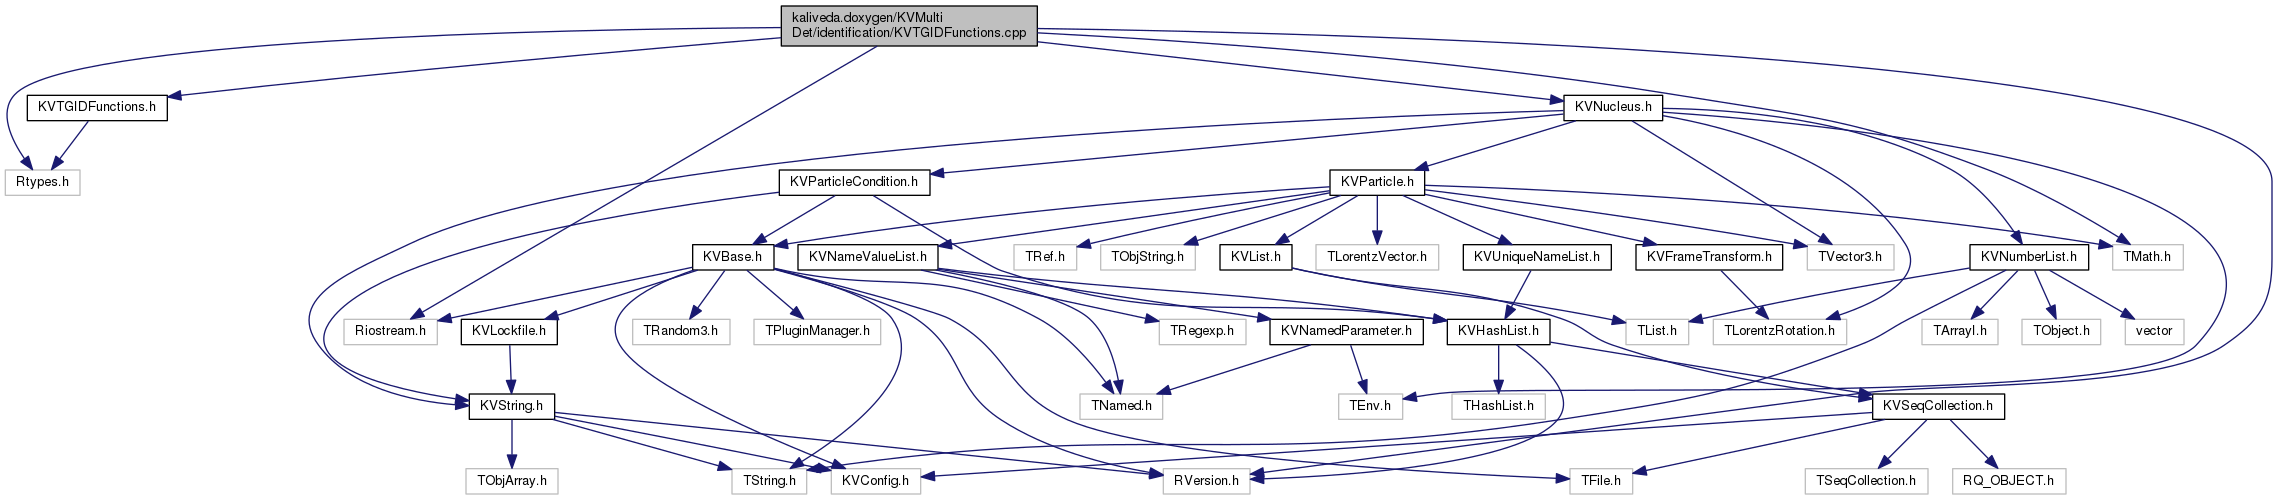 kaliveda.doxygen/KVMulti
Det/identification/KVTGIDFunctions.cpp
KVTGIDFunctions.h
KVNucleus.h
Rtypes.h
KVParticleCondition.h
KVParticle.h
KVBase.h
KVNameValueList.h
TRef.h
TObjString.h
KVList.h
TLorentzVector.h
KVUniqueNameList.h
KVFrameTransform.h
TVector3.h
KVNumberList.h
TMath.h
Riostream.h
KVLockfile.h
TRandom3.h
TPluginManager.h
TRegexp.h
KVNamedParameter.h
KVHashList.h
TList.h
TLorentzRotation.h
TArrayI.h
TObject.h
vector
KVString.h
TNamed.h
TEnv.h
THashList.h
KVSeqCollection.h
TObjArray.h
TString.h
KVConfig.h
RVersion.h
TFile.h
TSeqCollection.h
RQ_OBJECT.h